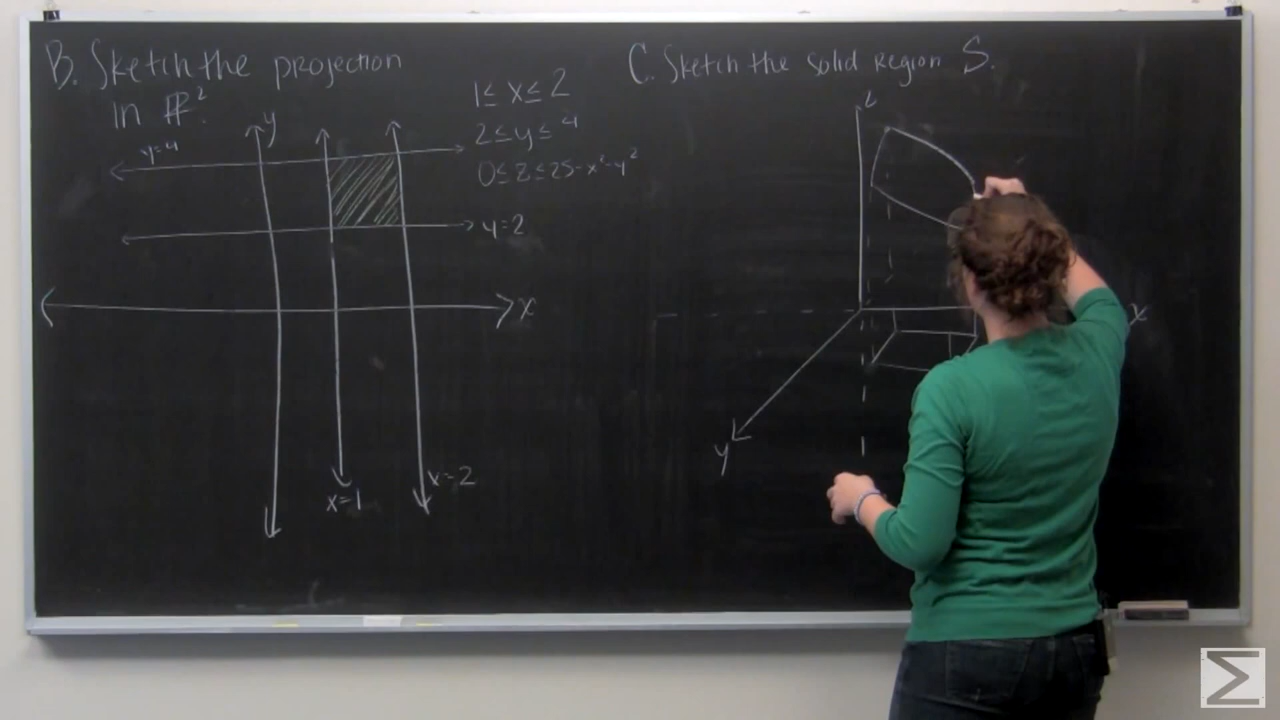 B. Sketch the projection
in ℝ².
1 ≤ x ≤ 2
2 ≤ y ≤ 4
0 ≤ z ≤ 25 - x² - y²
y=4
y
y=2
x
x=2
x=1
C. Sketch the solid region S.
z
x
y
Σ